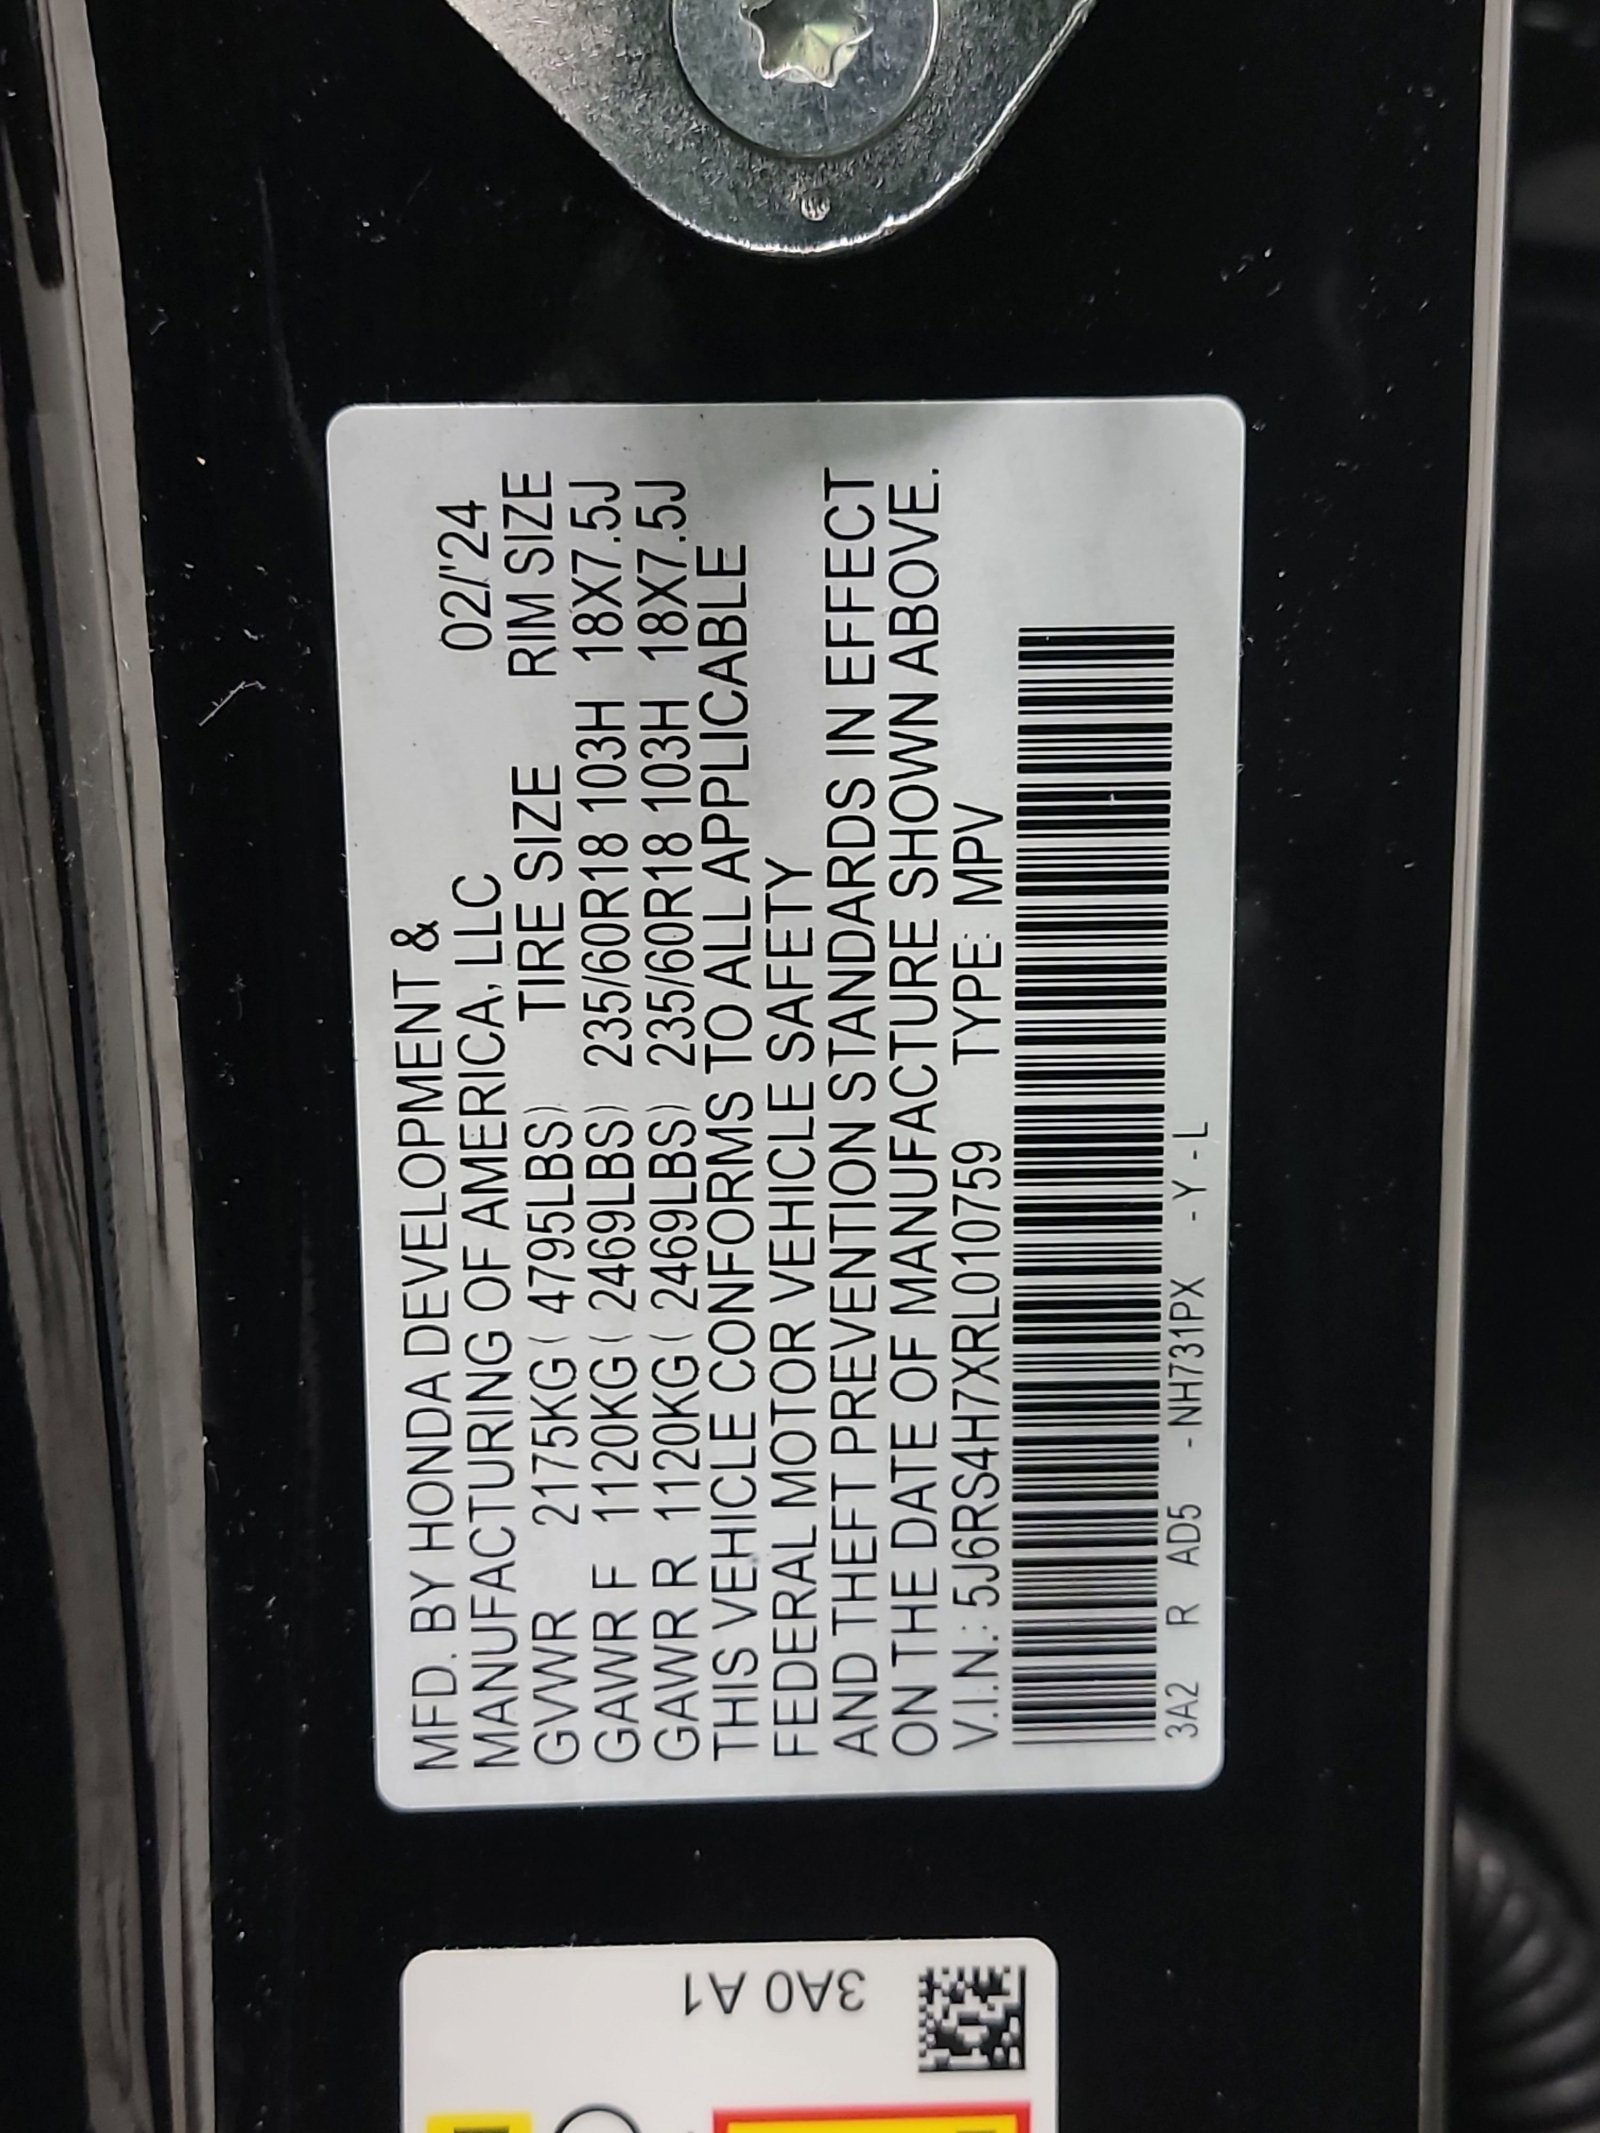 MFD. BY HONDA DEVELOPMENT &
MANUFACTURING OF AMERICA, LLC 02/'24
TIRE SIZE RIM SIZE
GVWR 2175KG ( 4795LBS)
GAWR F 1120KG ( 2469LBS) 235/60R18 103H 18X7.5J
GAWR R 1120KG ( 2469LBS) 235/60R18 103H 18X7.5J
THIS VEHICLE CONFORMS TO ALL APPLICABLE
FEDERAL MOTOR VEHICLE SAFETY
AND THEFT PREVENTION STANDARDS IN EFFECT
ON THE DATE OF MANUFACTURE SHOWN ABOVE.
V.I.N.: 5J6RS4H7XRL010759 TYPE: MPV
3A2 R AD5 - NH731PX - Y - L
3A0 A1